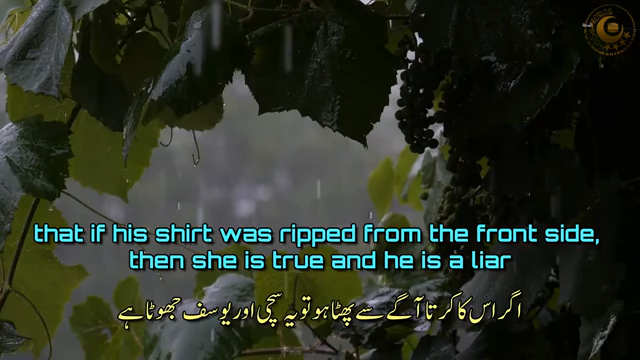 that if his shirt was ripped from the front side,
then she is true and he is a liar
اگر اس کا کرتا آگے سے پھٹا ہو تو یہ سچی اور یوسف جھوٹا ہے